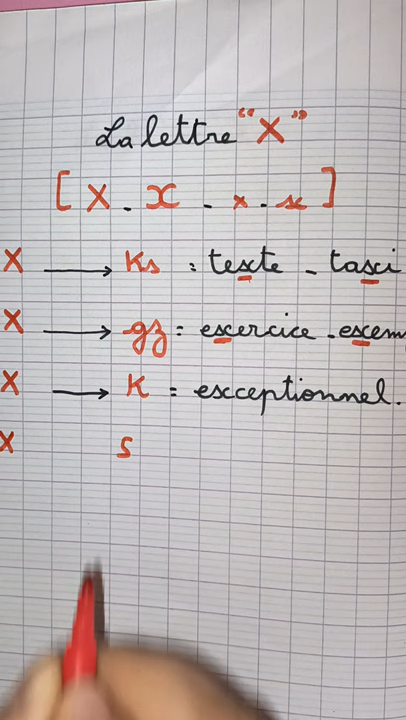 La lettre "X"
[ X - x - x - x ]
X → Ks : texte - taxi
X → gz = exercice - exem
X → K = exceptionnel.
X S